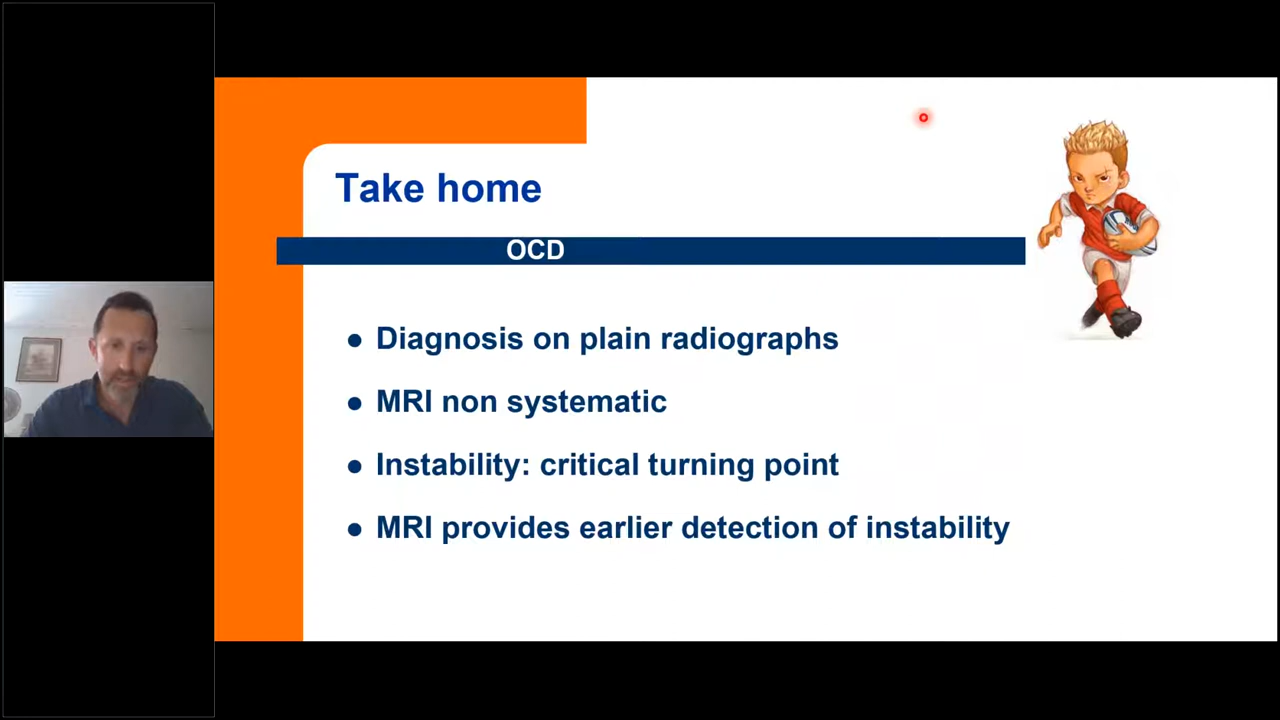 Take home
OCD
● Diagnosis on plain radiographs
● MRI non systematic
● Instability: critical turning point
● MRI provides earlier detection of instability